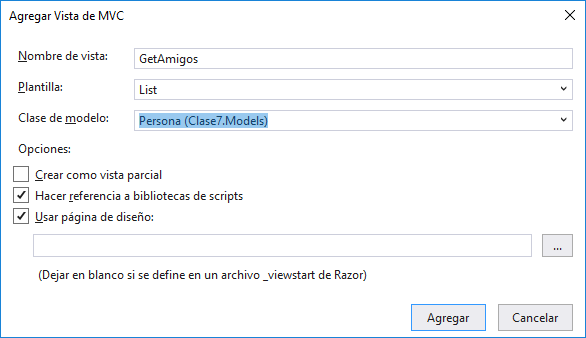 Agregar Vista de MVC
Nombre de vista: GetAmigos
Plantilla: List
Clase de modelo: Persona (Clase7.Models)
Opciones:
Crear como vista parcial
Hacer referencia a bibliotecas de scripts
Usar página de diseño:
...
(Dejar en blanco si se define en un archivo _viewstart de Razor)
Agregar Cancelar